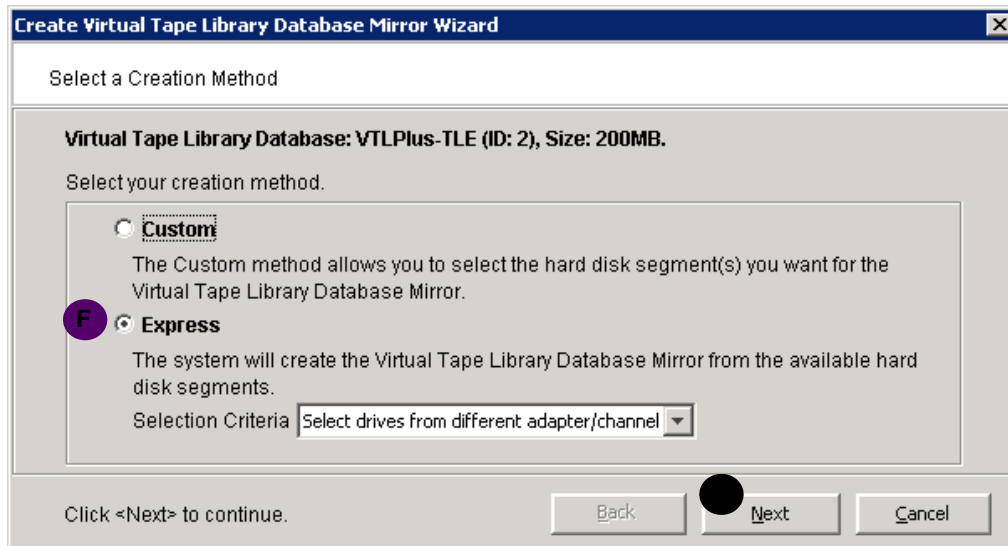 Create Virtual Tape Library Database Mirror Wizard
Select a Creation Method
Virtual Tape Library Database: VTLPlus-TLE (ID: 2), Size: 200MB.
Select your creation method.
Custom
The Custom method allows you to select the hard disk segment(s) you want for the
Virtual Tape Library Database Mirror.
F
Express
The system will create the Virtual Tape Library Database Mirror from the available hard
disk segments.
Selection Criteria Select drives from different adapter/channel
Click <Next> to continue.
Back Next Cancel